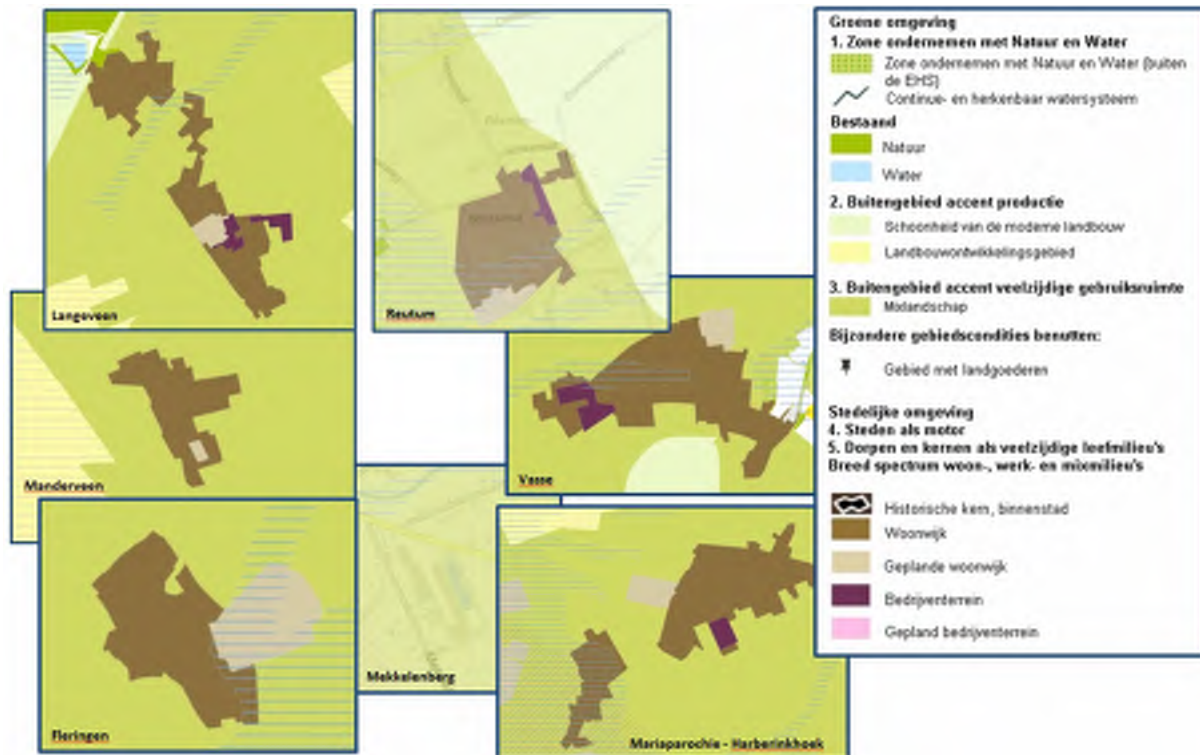 Langeveen
Reutum
Manderveen
Vasse
Fleringen
Mekkelenberg
Mariaparochie - Harberinkhoek
Groene omgeving
1. Zone ondernemen met Natuur en Water
Zone ondernemen met Natuur en Water (buiten
de EHS)
Continue- en herkenbaar watersysteem
Bestaand
Natuur
Water
2. Buitengebied accent productie
Schoonheid van de moderne landbouw
Landbouwontwikkelingsgebied
3. Buitengebied accent veelzijdige gebruiksruimte
Mixlandschap
Bijzondere gebiedscondities benutten:
Gebied met landgoederen
Stedelijke omgeving
4. Steden als motor
5. Dorpen en kernen als veelzijdige leefmilieu's
Breed spectrum woon-, werk- en mixmilieu's
Historische kern, binnenstad
Woonwijk
Geplande woonwijk
Bedrijventerrein
Gepland bedrijventerrein